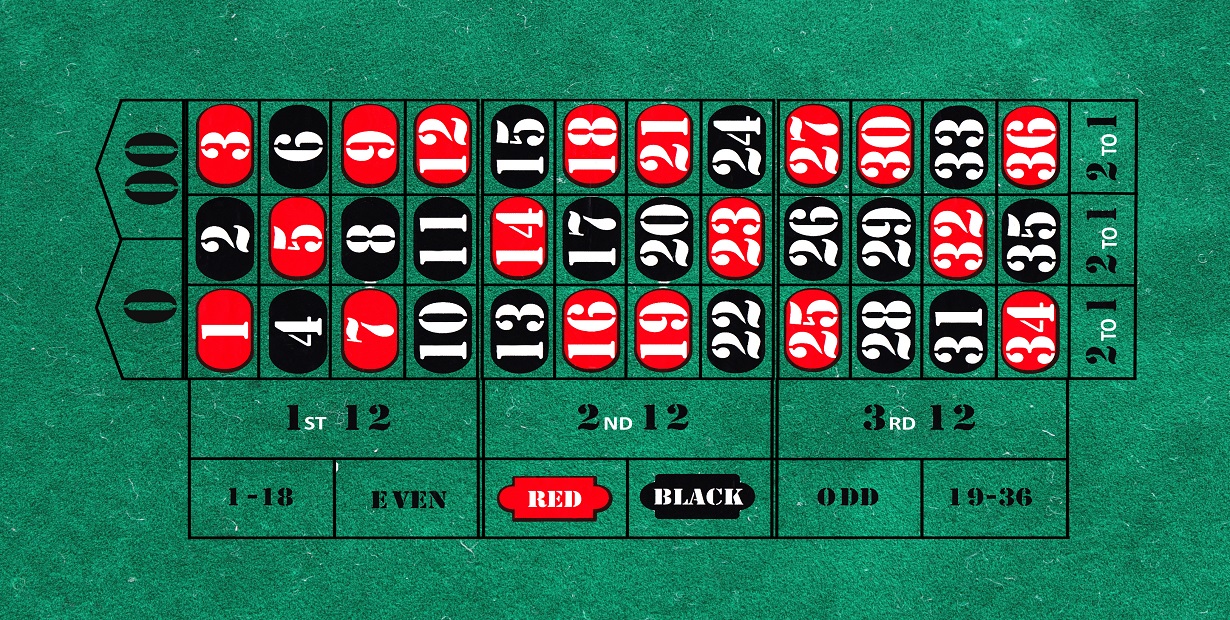 00
3 6 9 12 15 18 21 24 27 30 33 36 2 TO 1
2 5 8 11 14 17 20 23 26 29 32 35 2 TO 1
0
1 4 7 10 13 16 19 22 25 28 31 34 2 TO 1
1ST 12 2ND 12 3RD 12
1-18 EVEN RED BLACK ODD 19-36